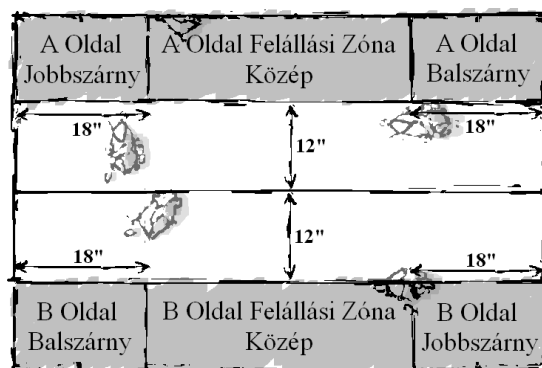 A Oldal
Jobbszárny
A Oldal Felállási Zóna
Közép
A Oldal
Balszárny
18"
12"
18"
12"
18"
18"
B Oldal
Balszárny
B Oldal Felállási Zóna
Közép
B Oldal
Jobbszárny